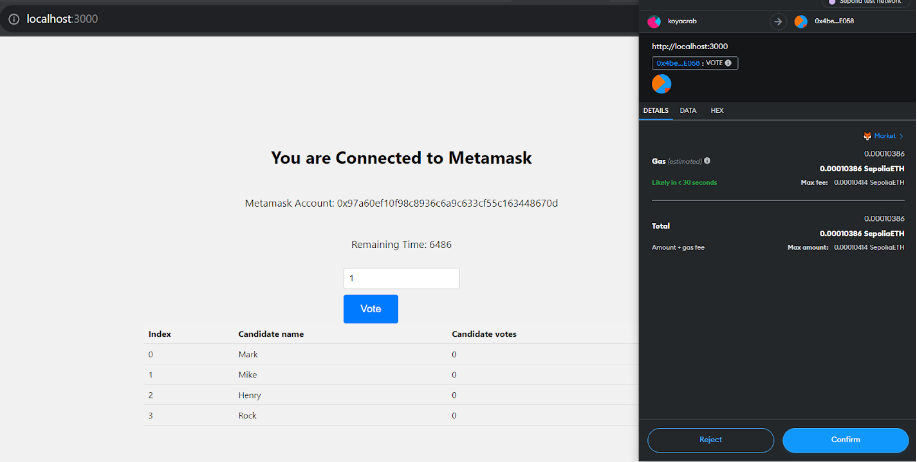 localhost:3000
You are Connected to Metamask
Metamask Account: 0x97a60ef10f98c8936c6a9c633cf55c163448670d
Remaining Time: 6486
1
Vote
Index Candidate name Candidate votes
0 Mark 0
1 Mike 0
2 Henry 0
3 Rock 0
Sepolia test network
koyacrab 0x4be...E068
http://localhost:3000
0x4be...E068 : VOTE
DETAILS DATA HEX
Market >
0.00010386
Gas (estimated) 0.00010386 SepoliaETH
Likely in < 30 seconds Max fee: 0.00010414 SepoliaETH
0.00010386
Total 0.00010386 SepoliaETH
Amount + gas fee Max amount: 0.00010414 SepoliaETH
Reject Confirm